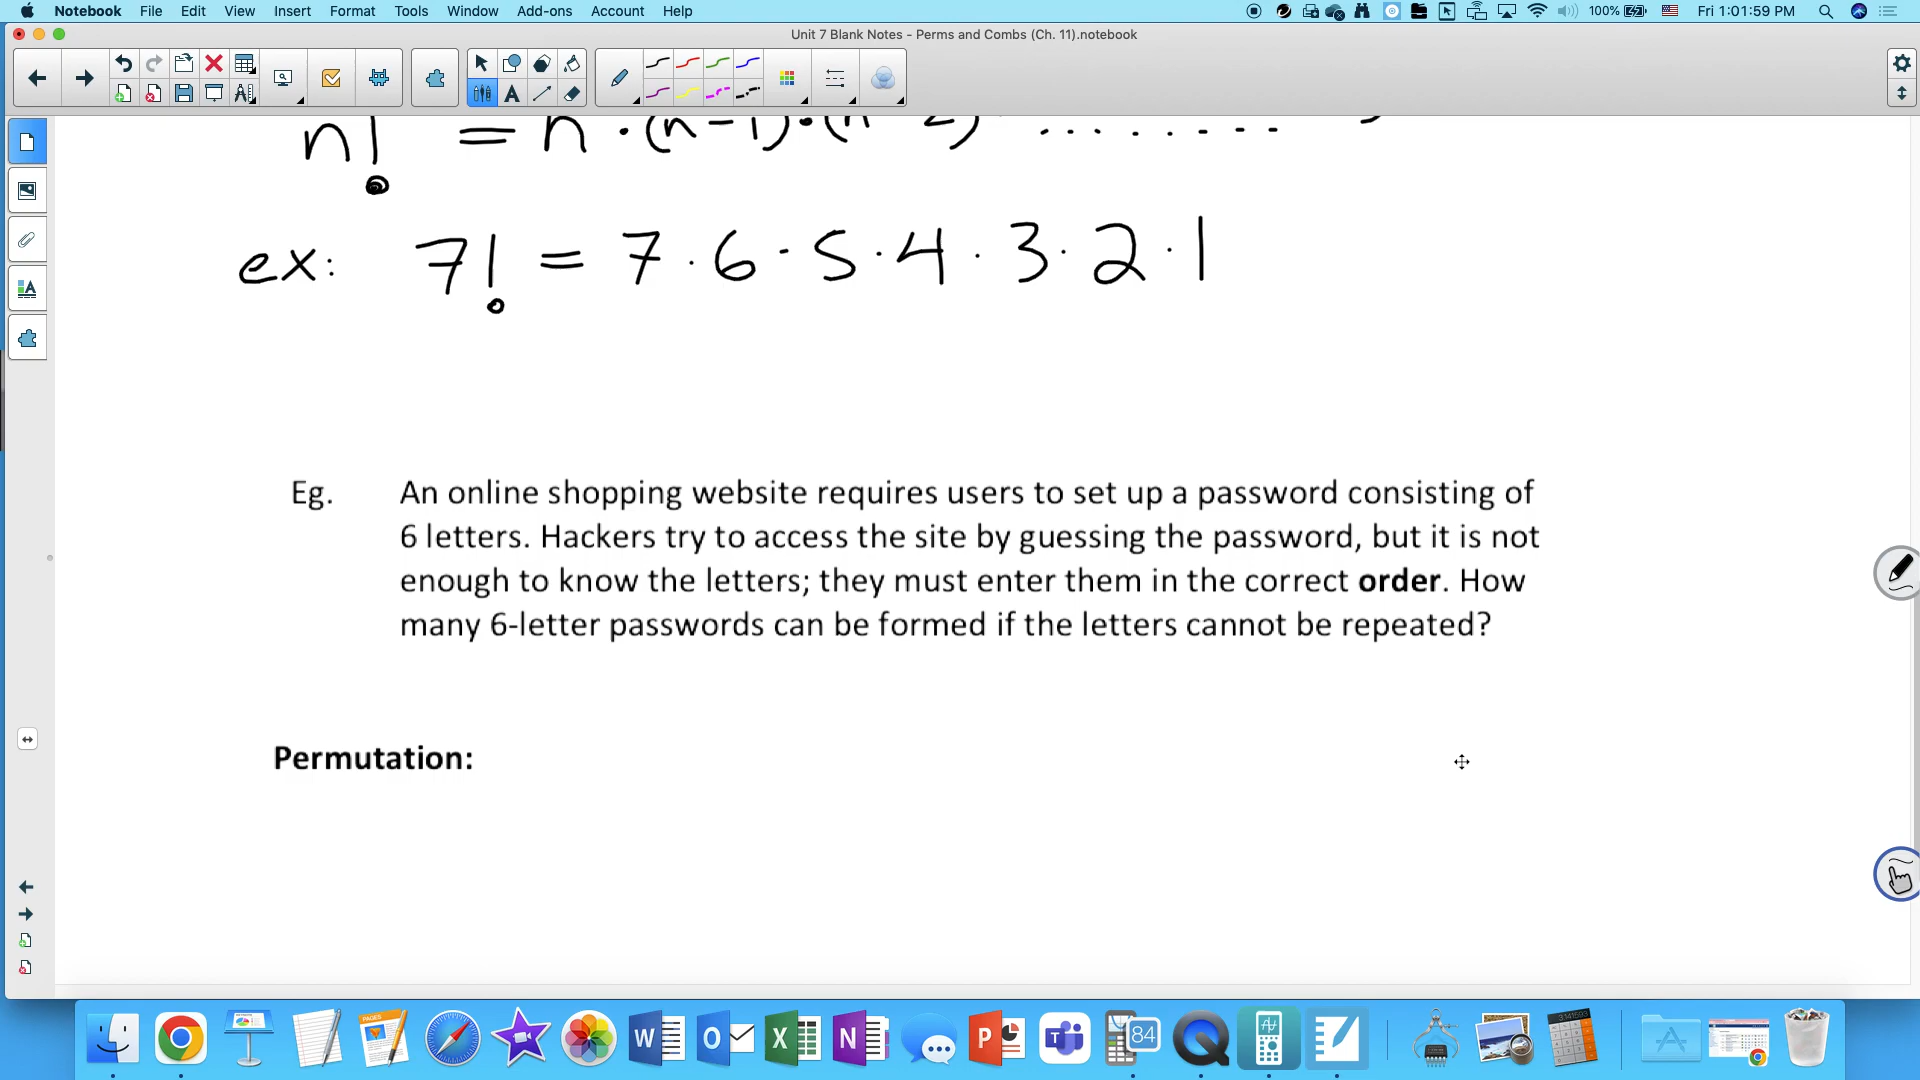 Notebook File Edit View Insert Format Tools Window Add-ons Account Help 100% Fri 1:01:59 PM
Unit 7 Blank Notes - Perms and Combs (Ch. 11).notebook
n! = n · (n-1) · (n-2) · ........
ex: 7! = 7 · 6 · 5 · 4 · 3 · 2 · 1
Eg. An online shopping website requires users to set up a password consisting of
6 letters. Hackers try to access the site by guessing the password, but it is not
enough to know the letters; they must enter them in the correct order. How
many 6-letter passwords can be formed if the letters cannot be repeated?
Permutation: